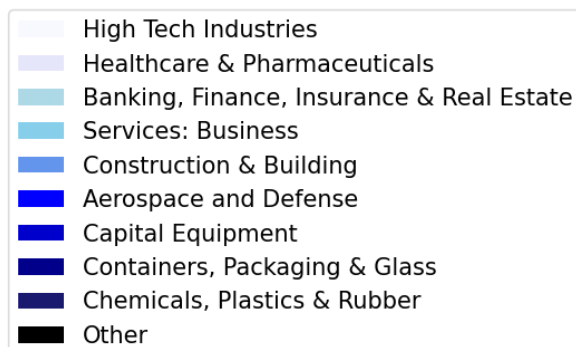 High Tech Industries
Healthcare & Pharmaceuticals
Banking, Finance, Insurance & Real Estate
Services: Business
Construction & Building
Aerospace and Defense
Capital Equipment
Containers, Packaging & Glass
Chemicals, Plastics & Rubber
Other